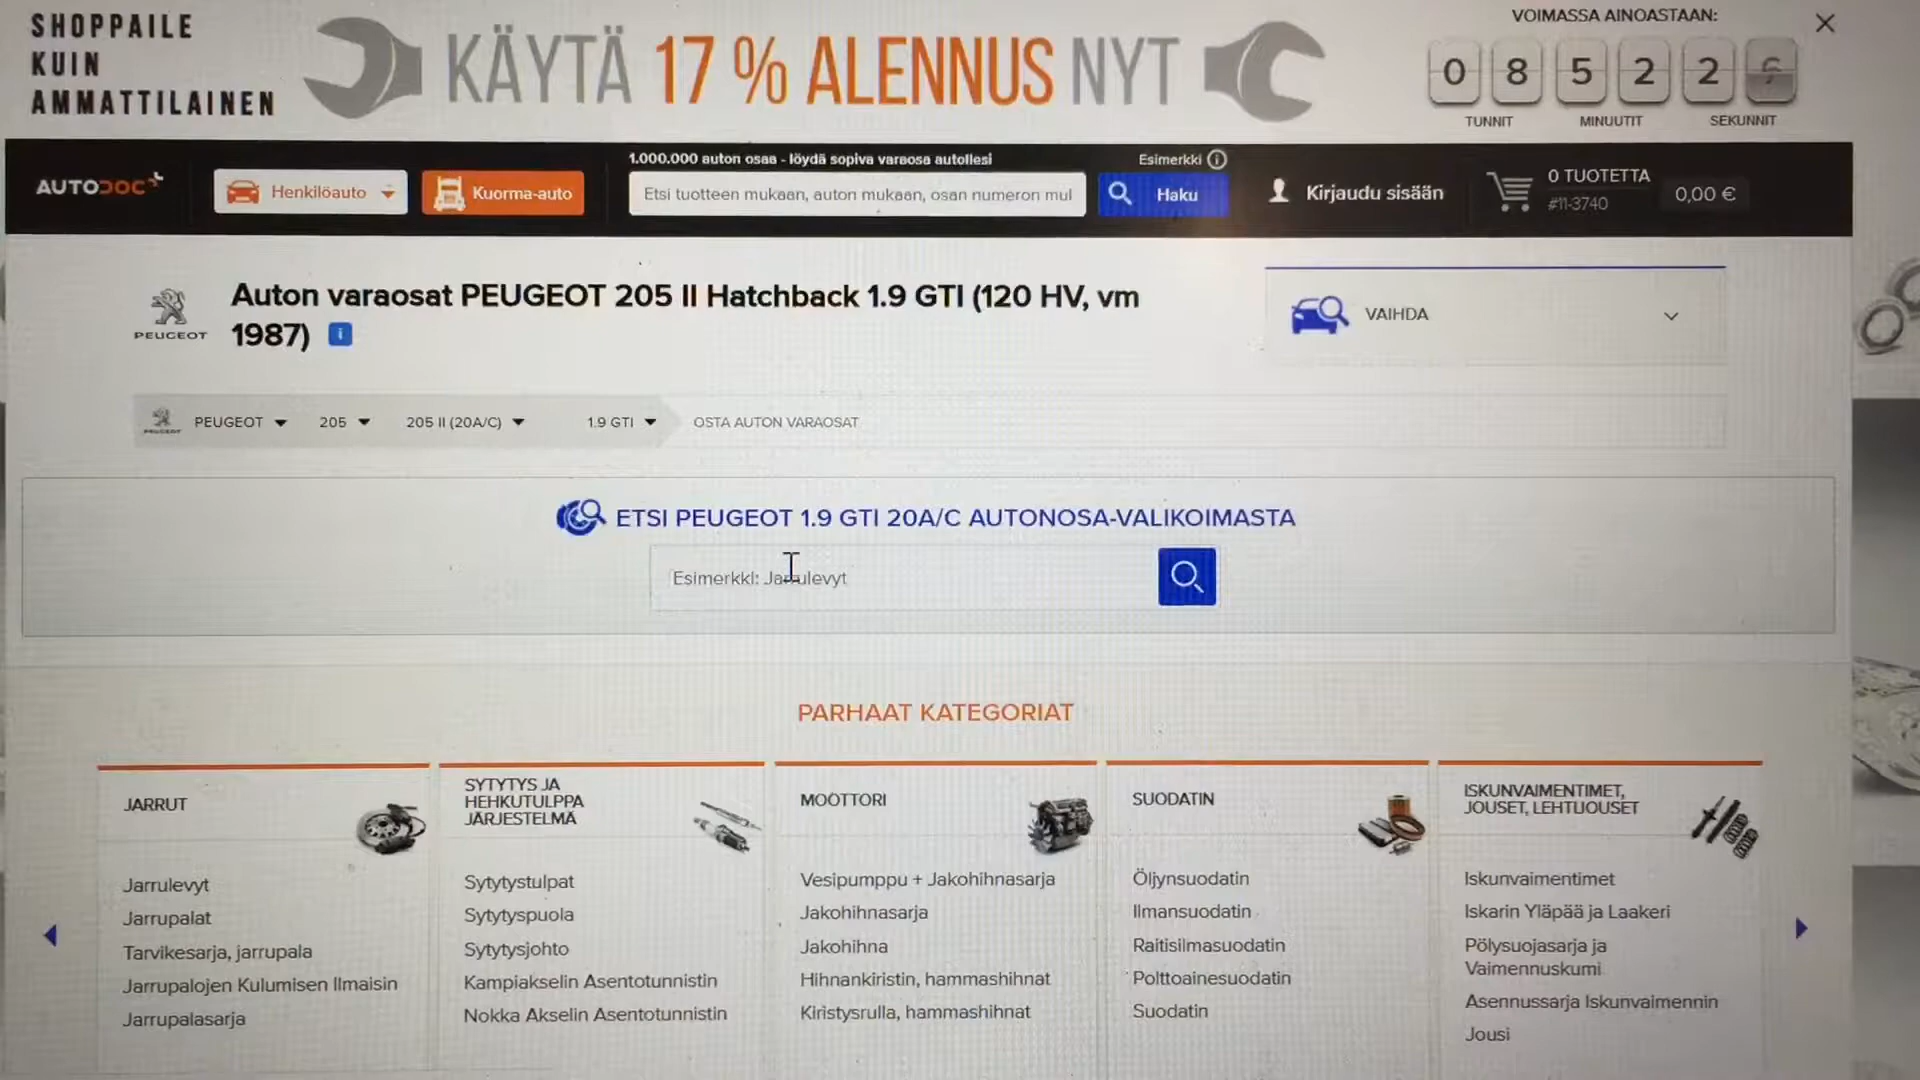 SHOPPAILE
KUIN
AMMATTILAINEN
KÄYTÄ 17 % ALENNUS NYT
VOIMASSA AINOASTAAN:
0 8 5 2 2
TUNNIT MINUUTIT SEKUNNIT
AUTODOC
Henkilöauto
Kuorma-auto
1.000.000 auton osaa - löydä sopiva varaosa autollesi
Etsi tuotteen mukaan, auton mukaan, osan numeron mul
Esimerkki
Haku
Kirjaudu sisään
0 TUOTETTA
#11-3740
0,00 €
PEUGEOT
Auton varaosat PEUGEOT 205 II Hatchback 1.9 GTI (120 HV, vm
1987)
VAIHDA
PEUGEOT 205 205 II (20A/C) 1.9 GTI OSTA AUTON VARAOSAT
ETSI PEUGEOT 1.9 GTI 20A/C AUTONOSA-VALIKOIMASTA
Esimerkki: Jarrulevyt
PARHAAT KATEGORIAT
JARRUT
Jarrulevyt
Jarrupalat
Tarvikesarja, jarrupala
Jarrupalojen Kulumisen Ilmaisin
Jarrupalasarja
SYTYTYS JA
HEHKUTULPPA
JÄRJESTELMÄ
Sytytystulpat
Sytytyspuola
Sytytysjohto
Kampiakselin Asentotunnistin
Nokka Akselin Asentotunnistin
MOOTTORI
Vesipumppu + Jakohihnasarja
Jakohihnasarja
Jakohihna
Hihnankiristin, hammashihnat
Kiristysrulla, hammashihnat
SUODATIN
Öljynsuodatin
Ilmansuodatin
Raitisilmasuodatin
Polttoainesuodatin
Suodatin
ISKUNVAIMENTIMET,
JOUSET, LEHTIJOUSET
Iskunvaimentimet
Iskarin Yläpää ja Laakeri
Pölysuojasarja ja
Vaimennuskumi
Asennussarja Iskunvaimennin
Jousi